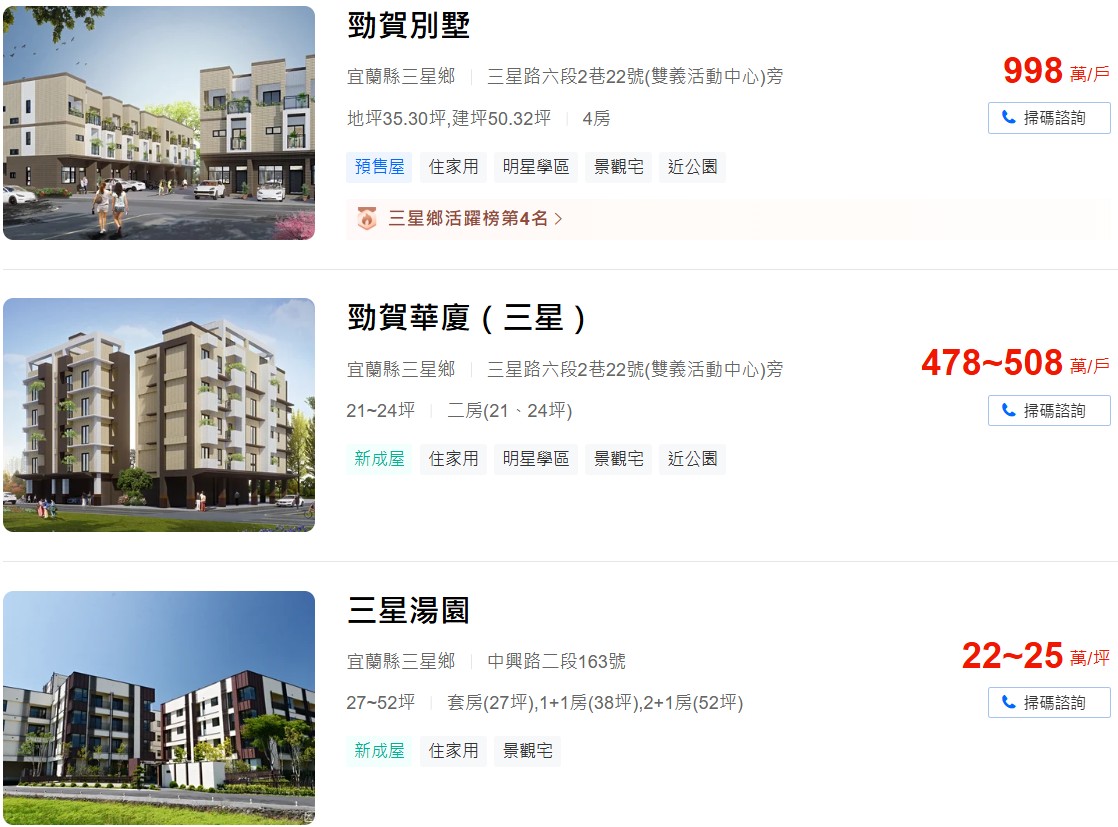 勁賀別墅
宜蘭縣三星鄉 三星路六段2巷22號(雙義活動中心)旁
998 萬/戶
地坪35.30坪,建坪50.32坪 4房
掃碼諮詢
預售屋 住家用 明星學區 景觀宅 近公園
三星鄉活躍榜第4名
勁賀華廈（三星）
宜蘭縣三星鄉 三星路六段2巷22號(雙義活動中心)旁
478~508 萬/戶
21~24坪 二房(21、24坪)
掃碼諮詢
新成屋 住家用 明星學區 景觀宅 近公園
三星湯園
宜蘭縣三星鄉 中興路二段163號
22~25 萬/坪
27~52坪 套房(27坪),1+1房(38坪),2+1房(52坪)
掃碼諮詢
新成屋 住家用 景觀宅